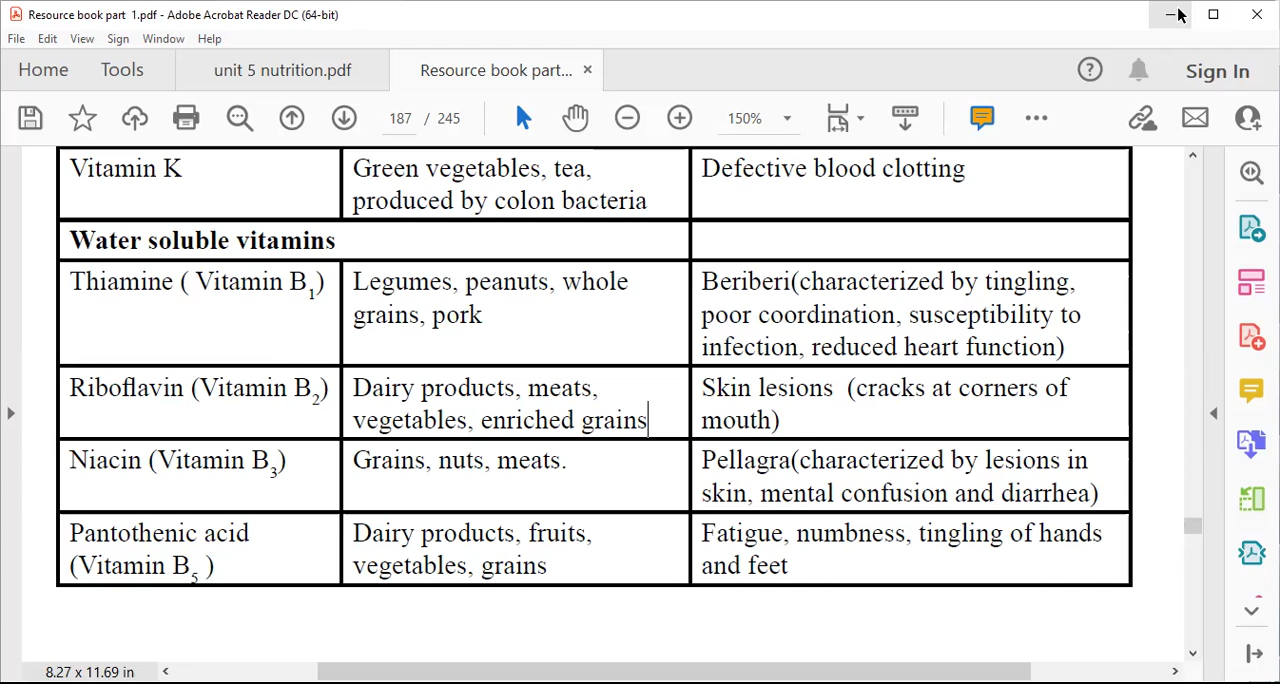 Resource book part  1.pdf - Adobe Acrobat Reader DC (64-bit)
File Edit View Sign Window Help
Home Tools unit 5 nutrition.pdf Resource book part... × Sign In
187 / 245 150%
Vitamin K
Green vegetables, tea,
produced by colon bacteria
Defective blood clotting
Water soluble vitamins
Thiamine ( Vitamin B1)
Legumes, peanuts, whole
grains, pork
Beriberi(characterized by tingling,
poor coordination, susceptibility to
infection, reduced heart function)
Riboflavin (Vitamin B2)
Dairy products, meats,
vegetables, enriched grains
Skin lesions  (cracks at corners of
mouth)
Niacin (Vitamin B3)
Grains, nuts, meats.
Pellagra(characterized by lesions in
skin, mental confusion and diarrhea)
Pantothenic acid
(Vitamin B5 )
Dairy products, fruits,
vegetables, grains
Fatigue, numbness, tingling of hands
and feet
8.27 x 11.69 in